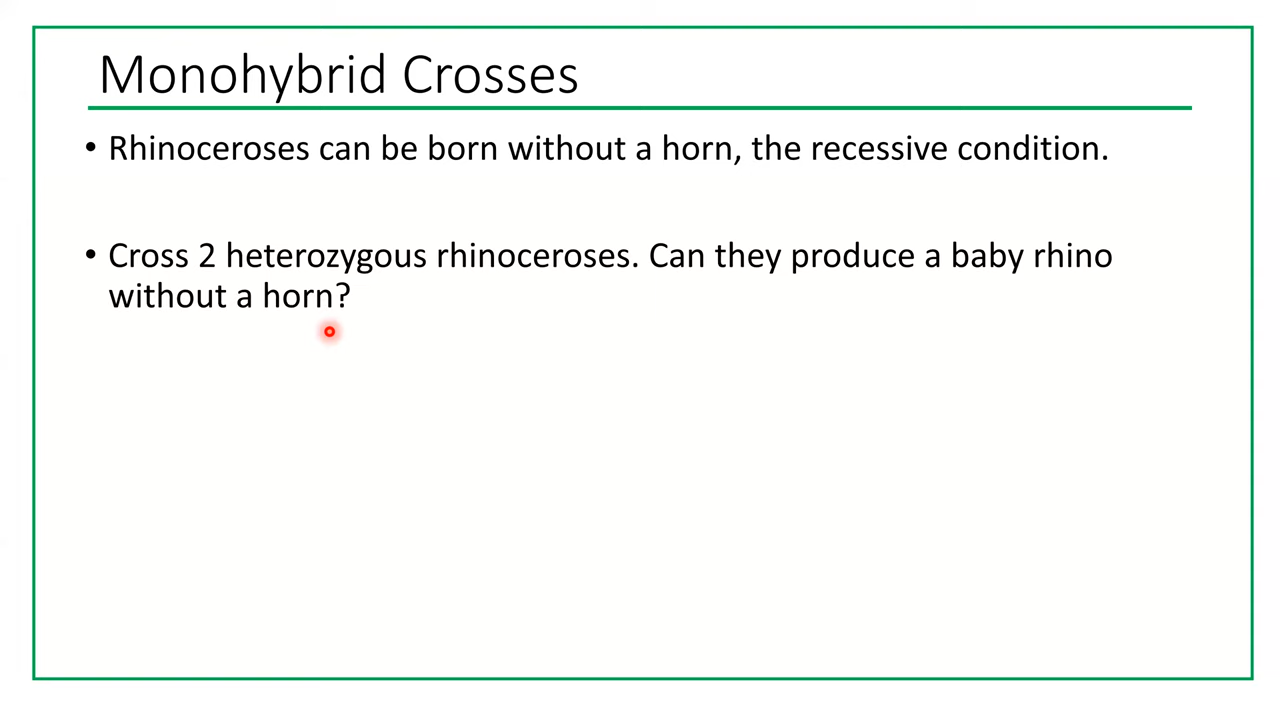 Monohybrid Crosses
• Rhinoceroses can be born without a horn, the recessive condition.
• Cross 2 heterozygous rhinoceroses. Can they produce a baby rhino
without a horn?